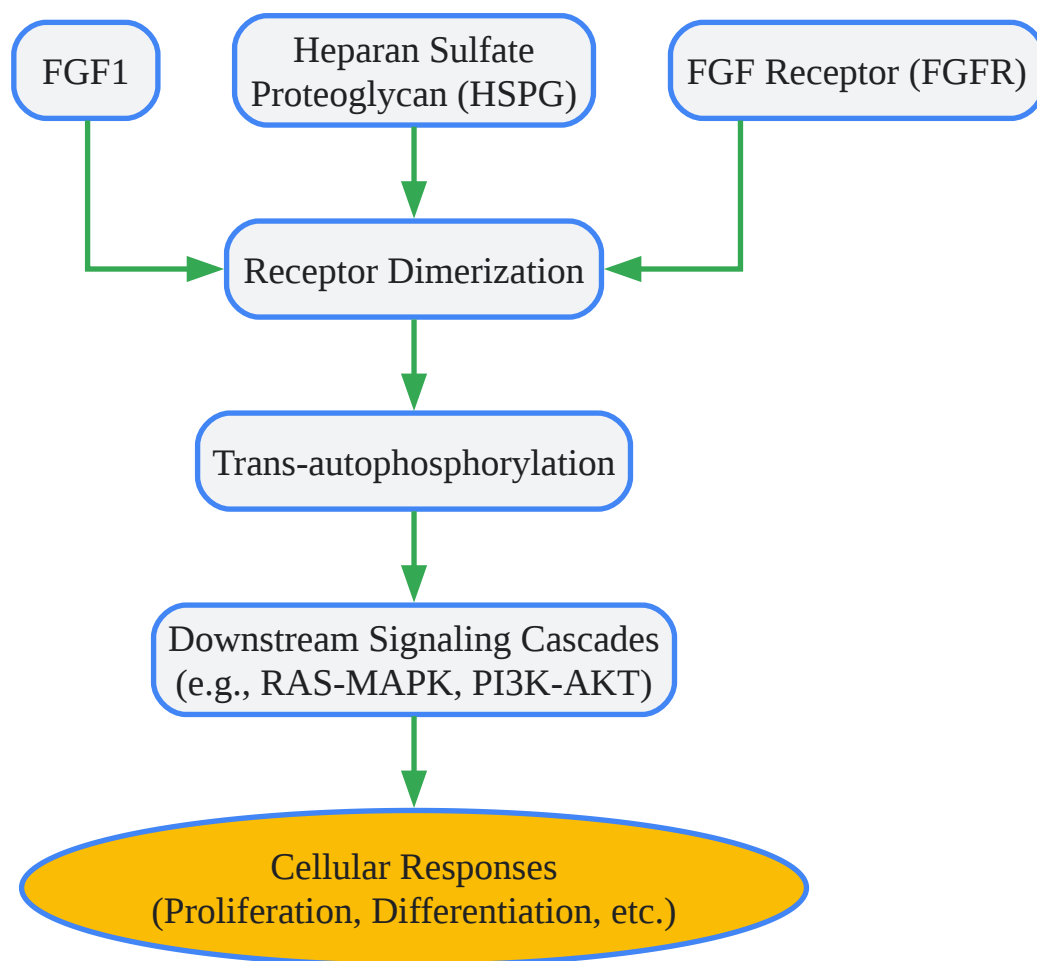 FGF1
Heparan Sulfate
Proteoglycan (HSPG)
FGF Receptor (FGFR)
Receptor Dimerization
Trans-autophosphorylation
Downstream Signaling Cascades
(e.g., RAS-MAPK, PI3K-AKT)
Cellular Responses
(Proliferation, Differentiation, etc.)